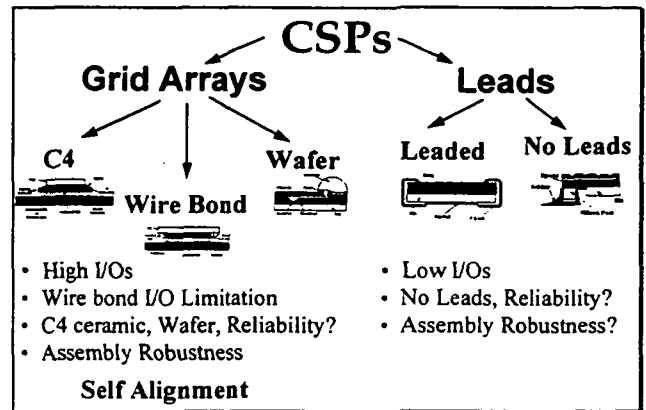 CSPs
Grid Arrays
Leads
C4
Wire Bond
Wafer
Leaded
No Leads
• High I/Os
• Wire bond I/O Limitation
• C4 ceramic, Wafer, Reliability?
• Assembly Robustness
Self Alignment
• Low I/Os
• No Leads, Reliability?
• Assembly Robustness?